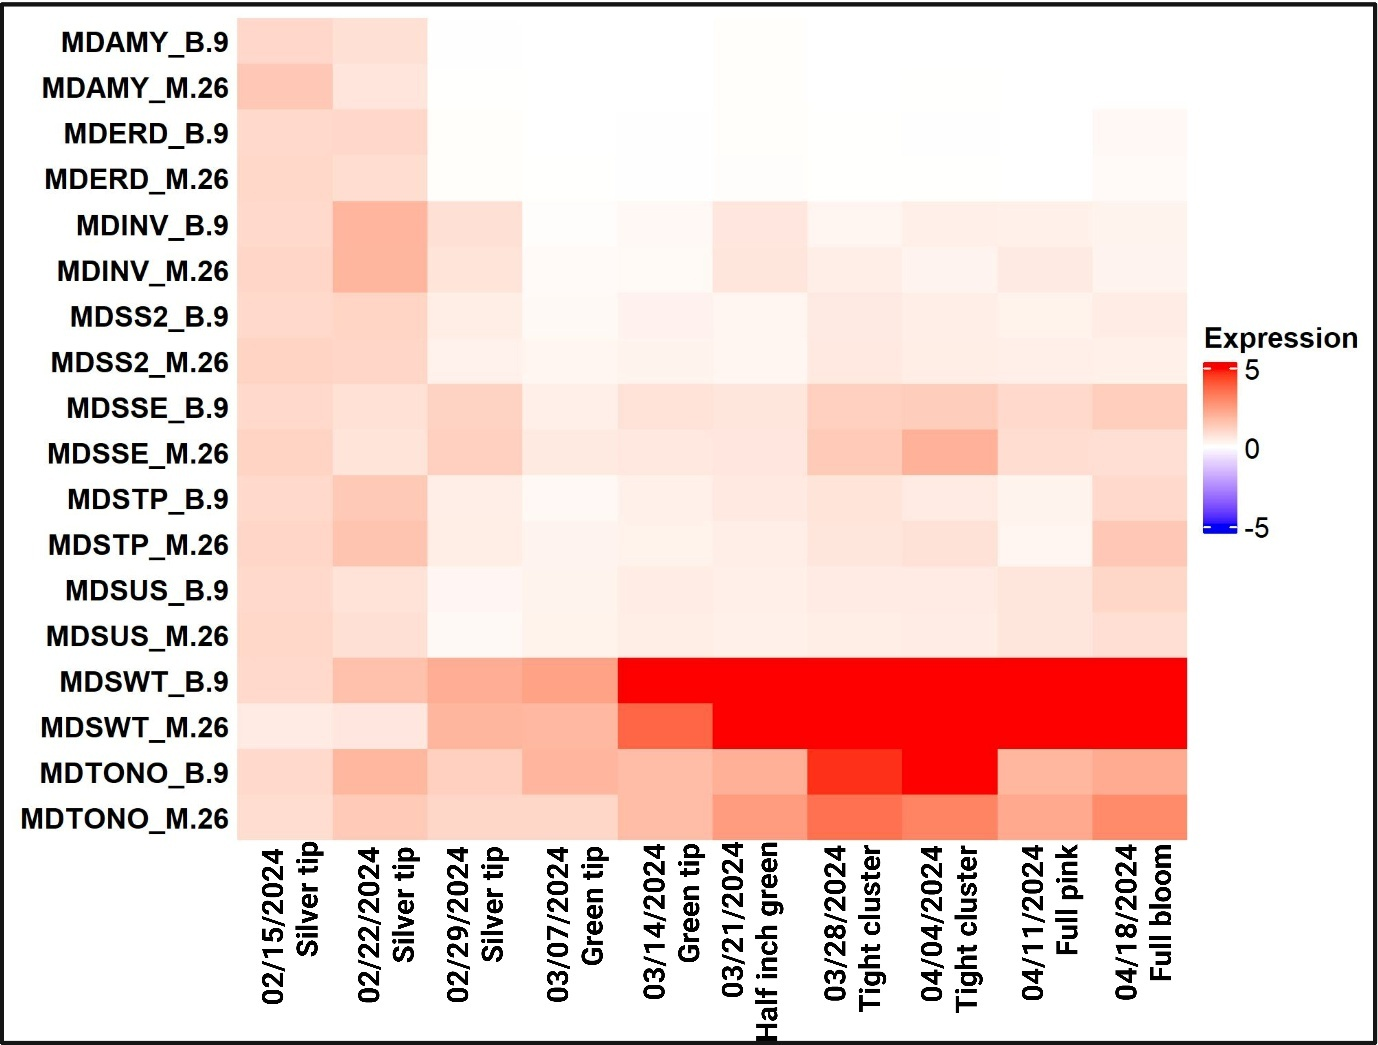 MDAMY_B.9
MDAMY_M.26
MDERD_B.9
MDERD_M.26
MDINV_B.9
MDINV_M.26
MDSS2_B.9
MDSS2_M.26
MDSSE_B.9
MDSSE_M.26
MDSTP_B.9
MDSTP_M.26
MDSUS_B.9
MDSUS_M.26
MDSWT_B.9
MDSWT_M.26
MDTONO_B.9
MDTONO_M.26
Expression
5
0
-5
02/15/2024
Silver tip
02/22/2024
Silver tip
02/29/2024
Silver tip
03/07/2024
Green tip
03/14/2024
Green tip
03/21/2024
Half inch green
03/28/2024
Tight cluster
04/04/2024
Tight cluster
04/11/2024
Full pink
04/18/2024
Full bloom